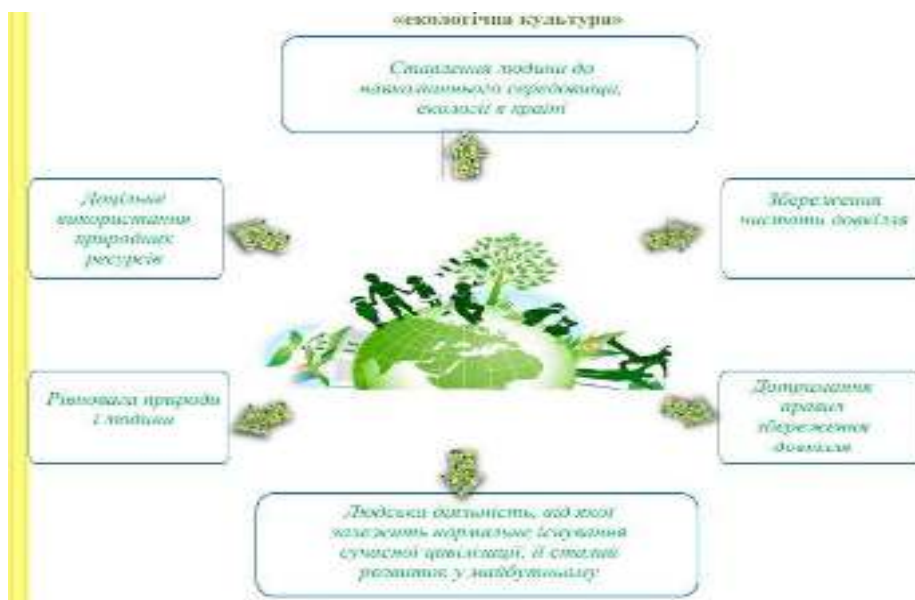 «екологічна культура»
Ставлення людини до
навколишнього середовища,
екології в країні
Доцільне
використання
природних
ресурсів
Збереження
чистоти довкілля
Рівновага природи
і людини
Дотримання
правил
збереження
довкілля
Людська діяльність, від якої
залежить нормальне існування
сучасної цивілізації, її сталий
розвиток у майбутньому